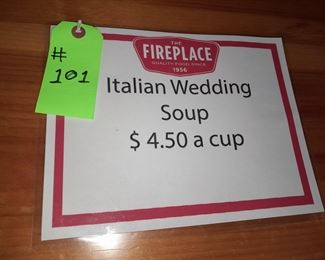 # 
101
THE
FIREPLACE
QUALITY FOOD SINCE
1956
Italian Wedding
Soup
$ 4.50 a cup